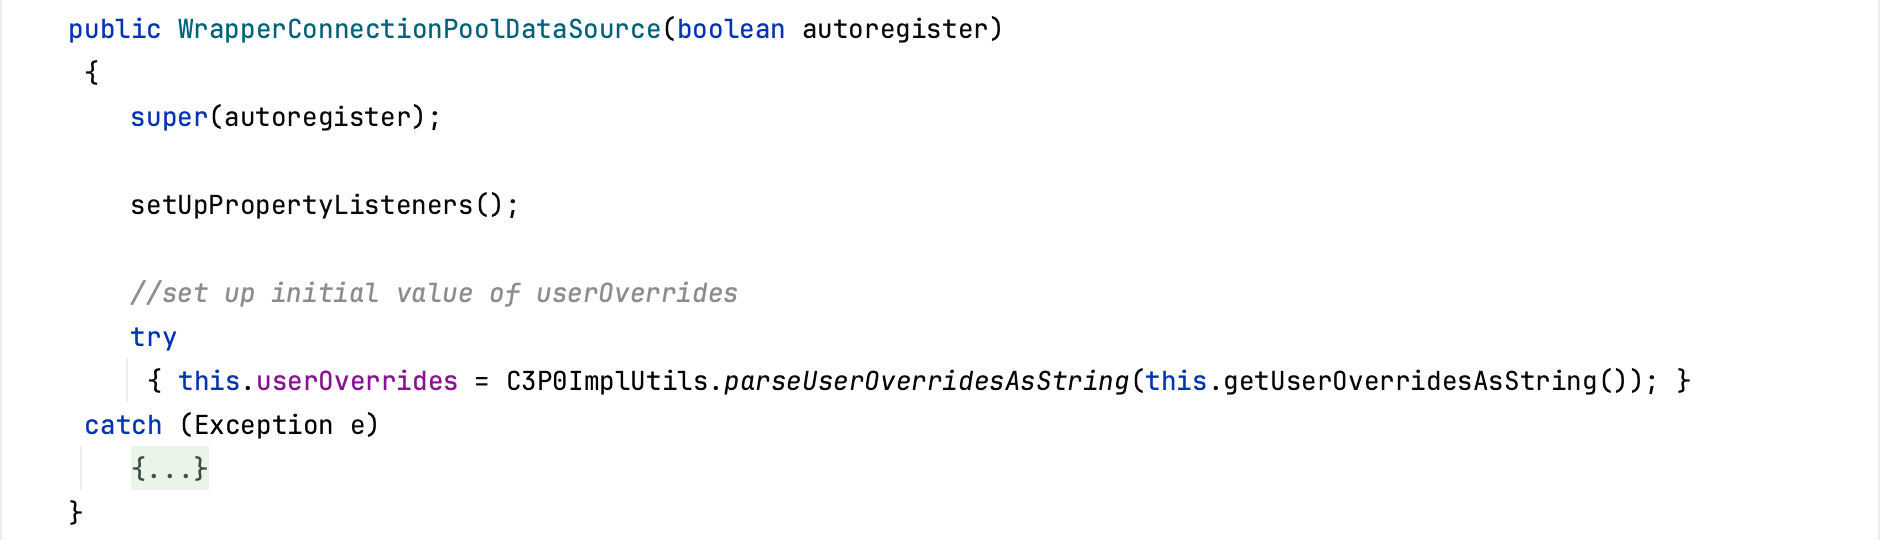 public WrapperConnectionPoolDataSource(boolean autoregister)
{
super(autoregister);
setUpPropertyListeners();
//set up initial value of userOverrides
try
{ this.userOverrides = C3P0ImplUtils.parseUserOverridesAsString(this.getUserOverridesAsString()); }
catch (Exception e)
{...}
}